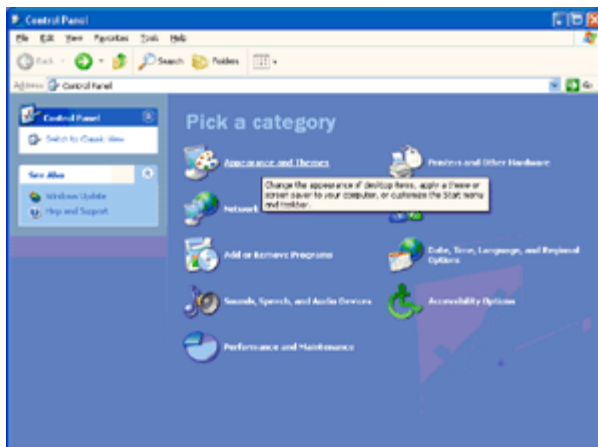 Control Panel
File Edit View Favorites Tools Help
Back Search Folders
Address Control Panel Go
Control Panel
Switch to Classic View
See Also
Windows Update
Help and Support
Pick a category
Appearance and Themes
Printers and Other Hardware
Change the appearance of desktop items, apply a theme or
screen saver to your computer, or customize the Start menu
and taskbar.
Network
Add or Remove Programs
Date, Time, Language, and Regional
Options
Sounds, Speech, and Audio Devices
Accessibility Options
Performance and Maintenance